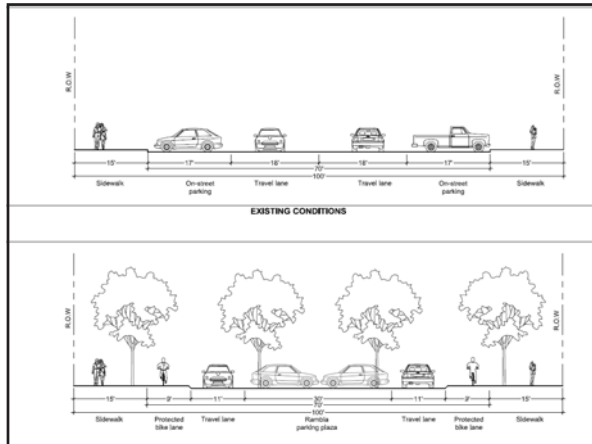 R.O.W
R.O.W
15' 17' 18' 18' 17' 15'
70'
100'
Sidewalk On-street parking Travel lane Travel lane On-street parking Sidewalk
EXISTING CONDITIONS
R.O.W
R.O.W
15' 9' 11' 30' 11' 9' 15'
70'
100'
Sidewalk Protected bike lane Travel lane Rambla parking plaza Travel lane Protected bike lane Sidewalk